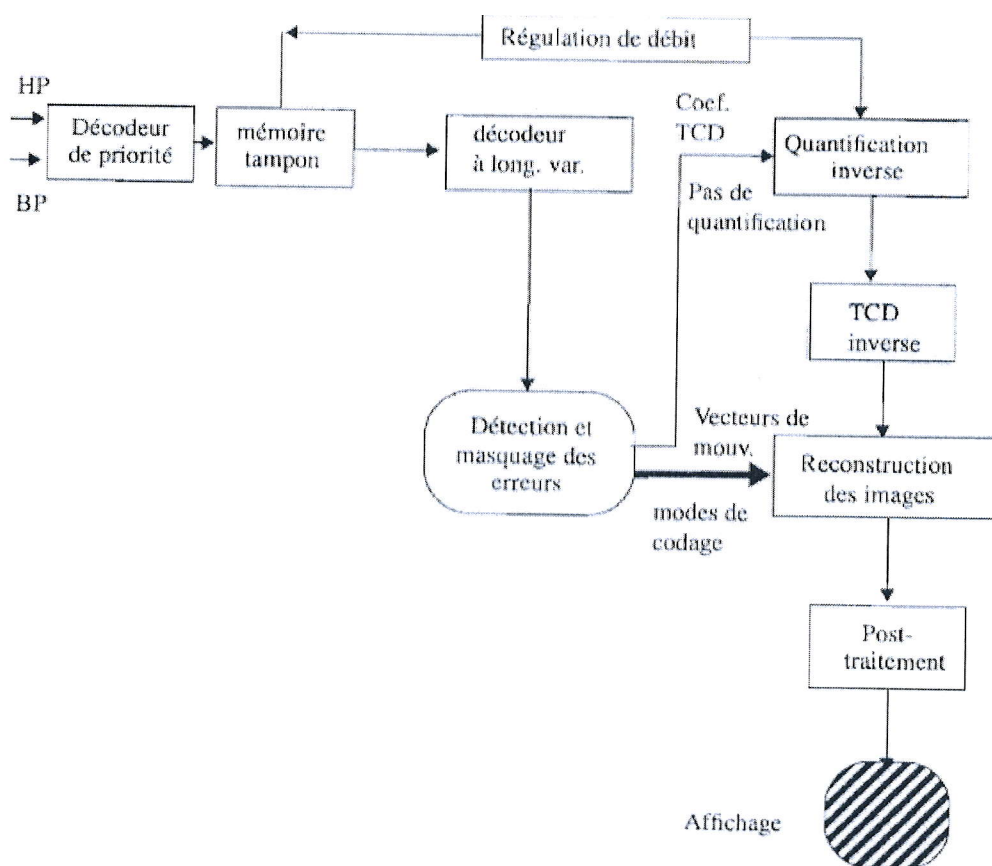 Régulation de débit
HP
Décodeur
de priorité
BP
mémoire
tampon
décodeur
à long. var.
Coef.
TCD
Pas de
quantification
Quantification
inverse
TCD
inverse
Détection et
masquage des
erreurs
Vecteurs de
mouv.
modes de
codage
Reconstruction
des images
Post-
traitement
Affichage